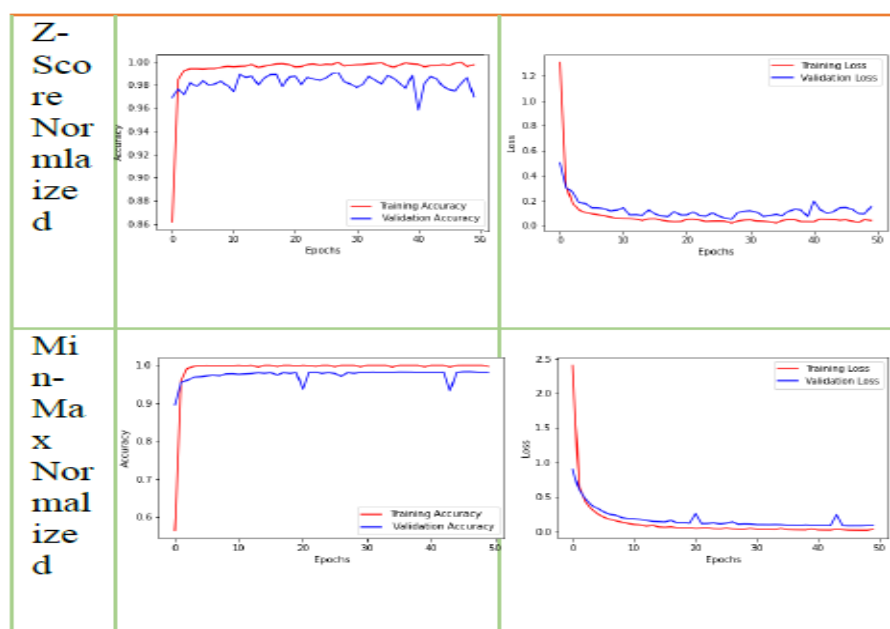 Z-
Sco
re
Nor
mla
ize
d
1.00
0.98
0.96
0.94
0.92
0.90
0.88
0.86
Accuracy
Training Accuracy
Validation Accuracy
0
10
20
30
40
50
Epochs
1.2
1.0
0.8
0.6
0.4
0.2
0.0
Loss
Training Loss
Validation Loss
0
10
20
30
40
50
Epochs
Mi
n-
Ma
x
Nor
mal
ize
d
1.0
0.9
0.8
0.7
0.6
Accuracy
Training Accuracy
Validation Accuracy
0
10
20
30
40
50
Epochs
2.5
2.0
1.5
1.0
0.5
0.0
Loss
Training Loss
Validation Loss
0
10
20
30
40
50
Epochs